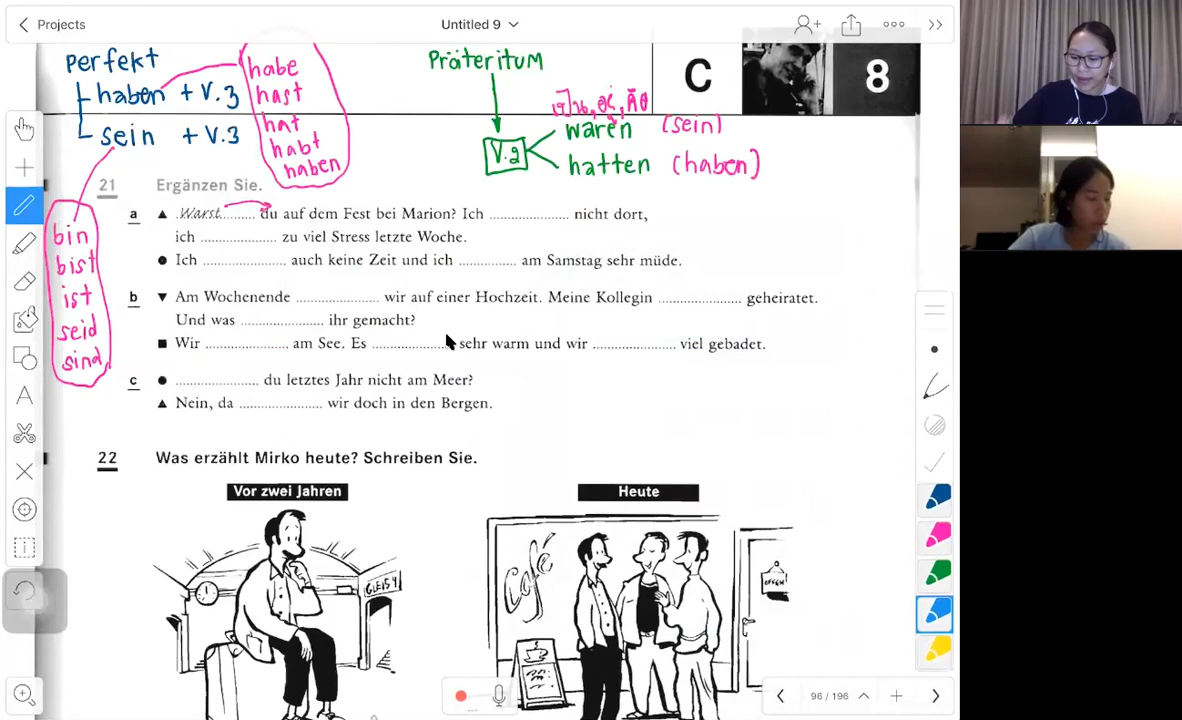 Projects
Untitled 9
perfekt
haben + V.3
sein + V.3
habe
hast
hat
habt
haben
bin
bist
ist
seid
sind
Präteritum
V.2
waren (sein)
hatten (haben)
C
8
21 Ergänzen Sie.
a ▲ Warst du auf dem Fest bei Marion? Ich .................. nicht dort,
ich .................. zu viel Stress letzte Woche.
● Ich .................. auch keine Zeit und ich .................. am Samstag sehr müde.
b ▼ Am Wochenende .................. wir auf einer Hochzeit. Meine Kollegin .................. geheiratet.
Und was .................. ihr gemacht?
■ Wir .................. am See. Es .................. sehr warm und wir .................. viel gebadet.
c ● .................. du letztes Jahr nicht am Meer?
▲ Nein, da .................. wir doch in den Bergen.
22 Was erzählt Mirko heute? Schreiben Sie.
Vor zwei Jahren
Heute
GLEIS 4
Café
OFFEN
96 / 196